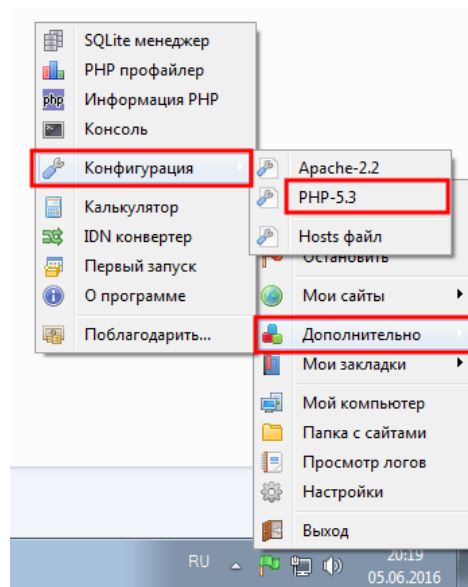 SQLite менеджер
PHP профайлер
php Информация PHP
Консоль
Конфигурация
Калькулятор
IDN конвертер
Первый запуск
О программе
Поблагодарить...
Apache-2.2
PHP-5.3
Hosts файл
Остановить
Мои сайты
Дополнительно
Мои закладки
Мой компьютер
Папка с сайтами
Просмотр логов
Настройки
Выход
RU
20:19
05.06.2016